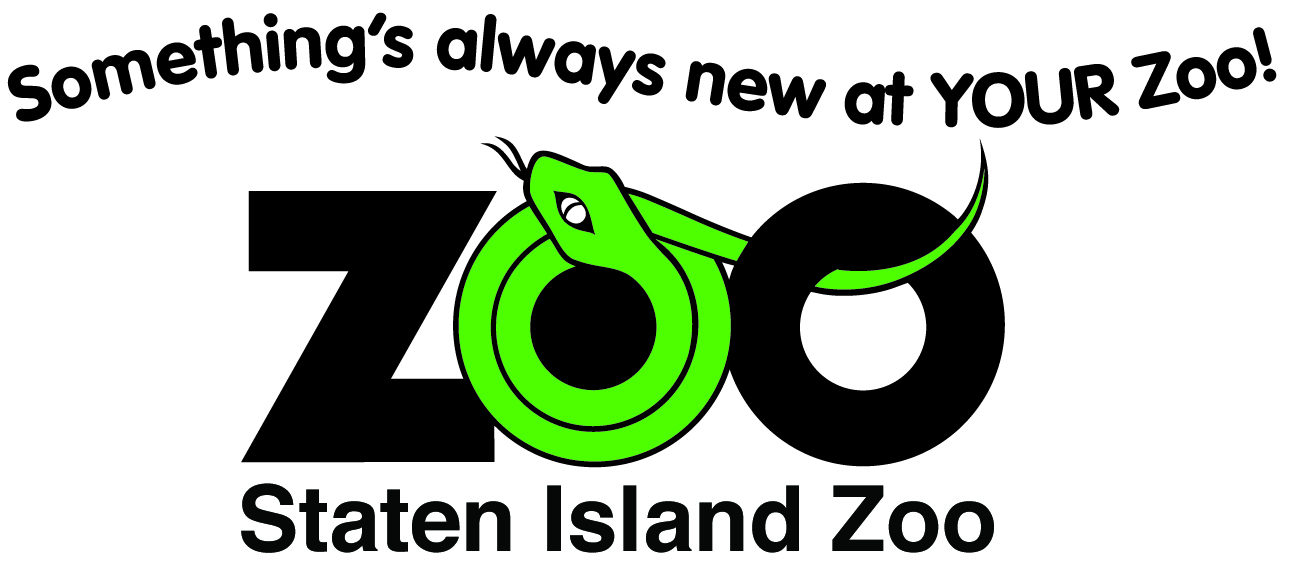 Something's always new at YOUR Zoo!
ZOO
Staten Island Zoo